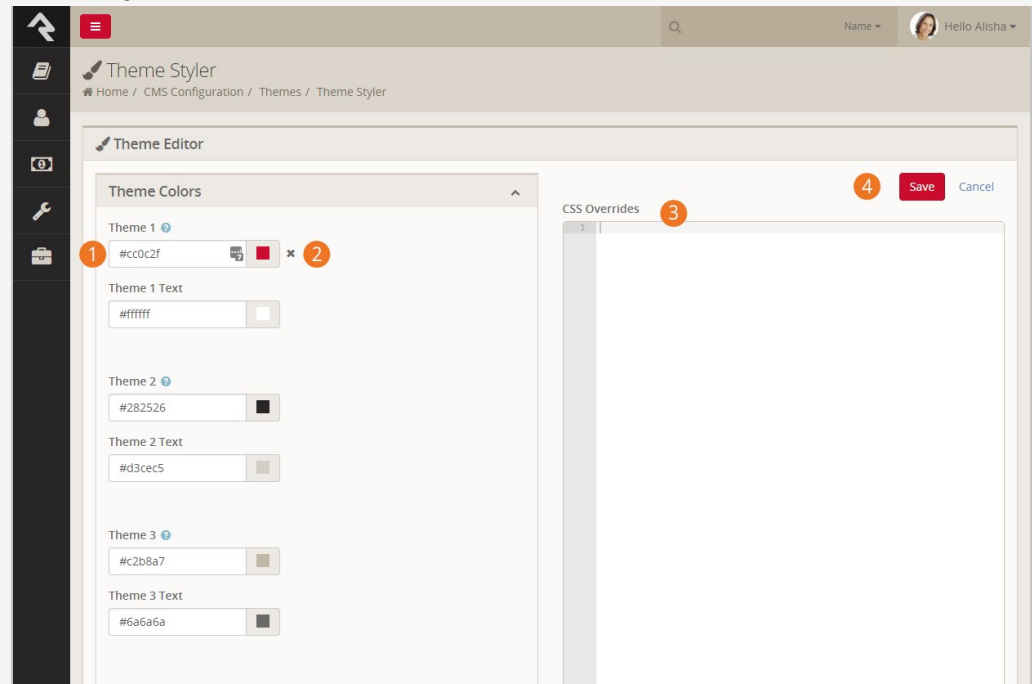 Name
Hello Alisha
Theme Styler
Home / CMS Configuration / Themes / Theme Styler
Theme Editor
Theme Colors
4
Save
Cancel
CSS Overrides
3
1
Theme 1
1
#cc0c2f
2
Theme 1 Text
#ffffff
Theme 2
#282526
Theme 2 Text
#d3cec5
Theme 3
#c2b8a7
Theme 3 Text
#6a6a6a